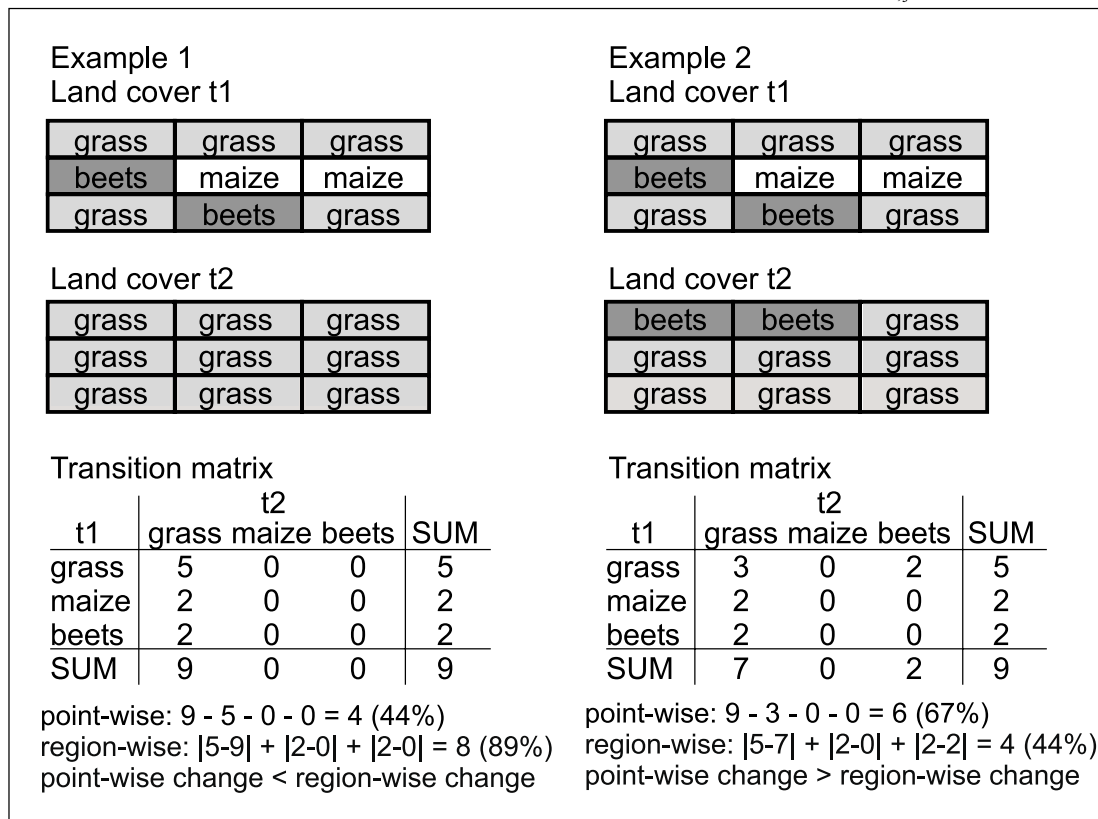 Example 1
Land cover t1
grass grass grass
beets maize maize
grass beets grass
Land cover t2
grass grass grass
grass grass grass
grass grass grass
Transition matrix
t2
t1 grass maize beets SUM
grass 5 0 0 5
maize 2 0 0 2
beets 2 0 0 2
SUM 9 0 0 9
point-wise: 9 - 5 - 0 - 0 = 4 (44%)
region-wise: |5-9| + |2-0| + |2-0| = 8 (89%)
point-wise change < region-wise change
Example 2
Land cover t1
grass grass grass
beets maize maize
grass beets grass
Land cover t2
beets beets grass
grass grass grass
grass grass grass
Transition matrix
t2
t1 grass maize beets SUM
grass 3 0 2 5
maize 2 0 0 2
beets 2 0 0 2
SUM 7 0 2 9
point-wise: 9 - 3 - 0 - 0 = 6 (67%)
region-wise: |5-7| + |2-0| + |2-2| = 4 (44%)
point-wise change > region-wise change